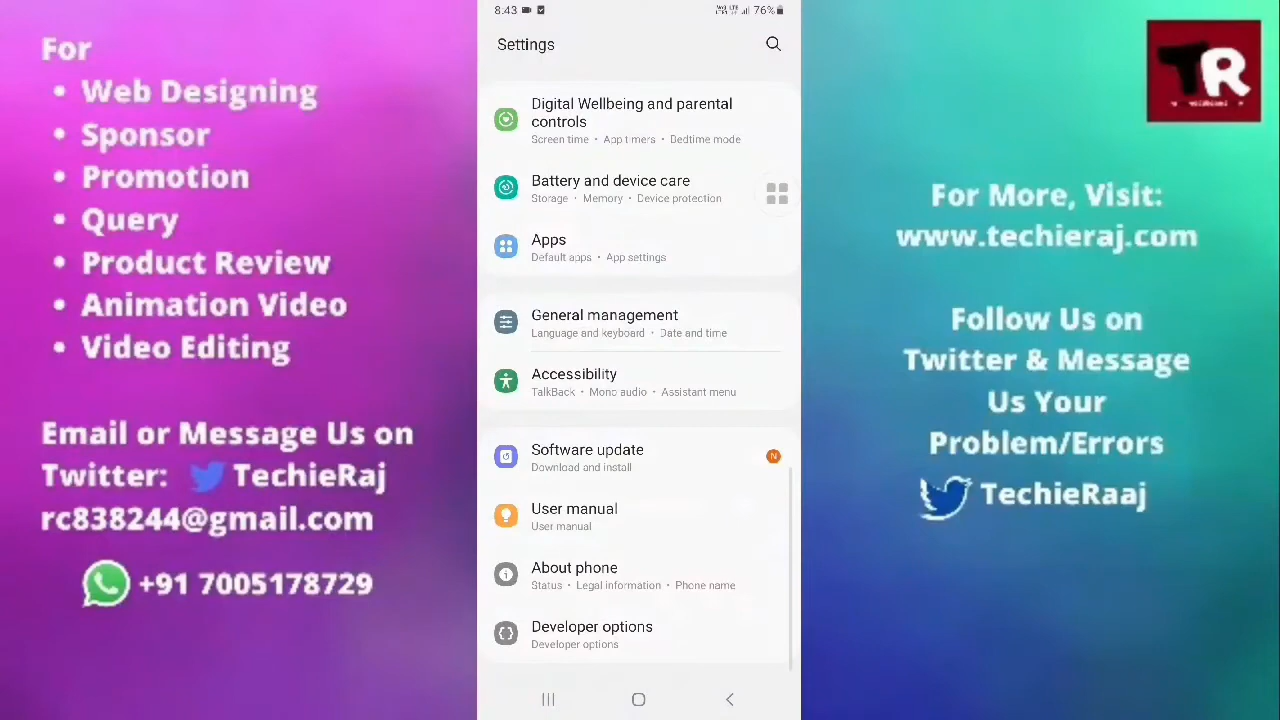 For
• Web Designing
• Sponsor
• Promotion
• Query
• Product Review
• Animation Video
• Video Editing
Email or Message Us on
Twitter: TechieRaj
rc838244@gmail.com
+91 7005178729
8:43
76%
Settings
Digital Wellbeing and parental
controls
Screen time • App timers • Bedtime mode
Battery and device care
Storage • Memory • Device protection
Apps
Default apps • App settings
General management
Language and keyboard • Date and time
Accessibility
TalkBack • Mono audio • Assistant menu
Software update
Download and install
N
User manual
User manual
About phone
Status • Legal information • Phone name
Developer options
Developer options
TR
For More, Visit:
www.techieraj.com
Follow Us on
Twitter & Message
Us Your
Problem/Errors
TechieRaaj